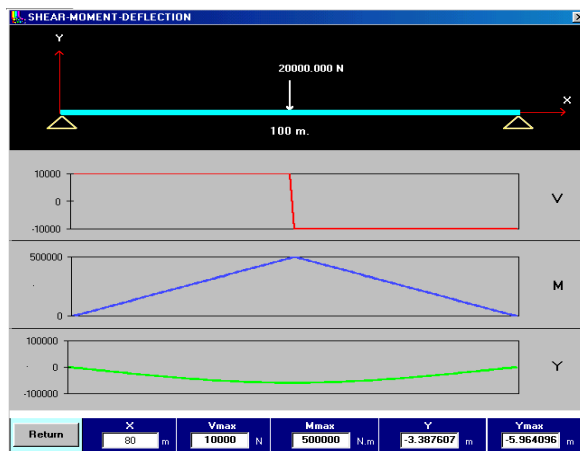 SHEAR-MOMENT-DEFLECTION
Y
20000.000 N
X
100 m.
10000
0
-10000
V
500000
0
M
100000
0
-100000
Y
Return
X Vmax Mmax Y Ymax
80 m 10000 N 500000 N.m -3.387607 m -5.964096 m